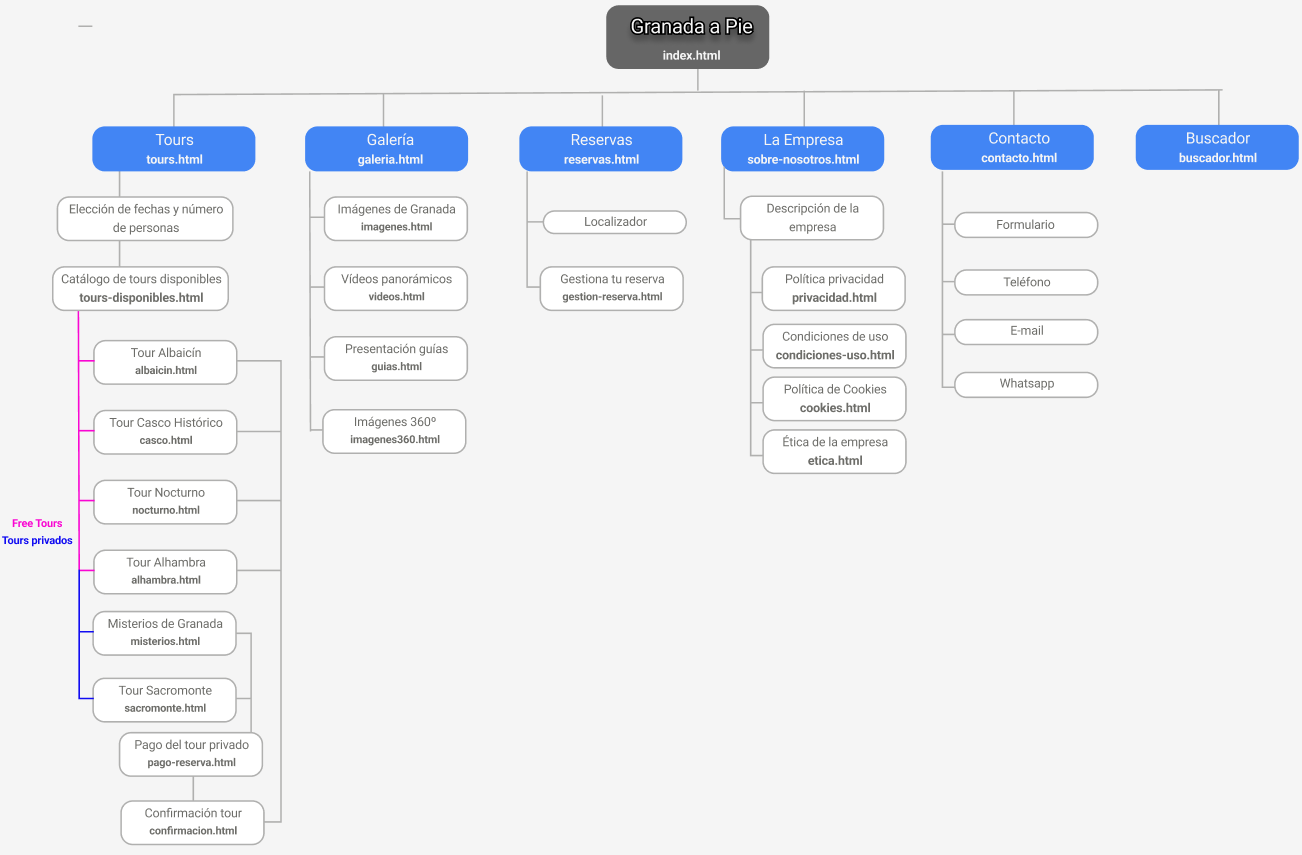 Granada a Pie
index.html
Tours
tours.html
Galería
galeria.html
Reservas
reservas.html
La Empresa
sobre-nosotros.html
Contacto
contacto.html
Buscador
buscador.html
Elección de fechas y número
de personas
Catálogo de tours disponibles
tours-disponibles.html
Tour Albaicín
albaicin.html
Tour Casco Histórico
casco.html
Tour Nocturno
nocturno.html
Free Tours
Tours privados
Tour Alhambra
alhambra.html
Misterios de Granada
misterios.html
Tour Sacromonte
sacromonte.html
Pago del tour privado
pago-reserva.html
Confirmación tour
confirmacion.html
Imágenes de Granada
imagenes.html
Vídeos panorámicos
videos.html
Presentación guías
guias.html
Imágenes 360º
imagenes360.html
Localizador
Gestiona tu reserva
gestion-reserva.html
Descripción de la
empresa
Política privacidad
privacidad.html
Condiciones de uso
condiciones-uso.html
Política de Cookies
cookies.html
Ética de la empresa
etica.html
Formulario
Teléfono
E-mail
Whatsapp